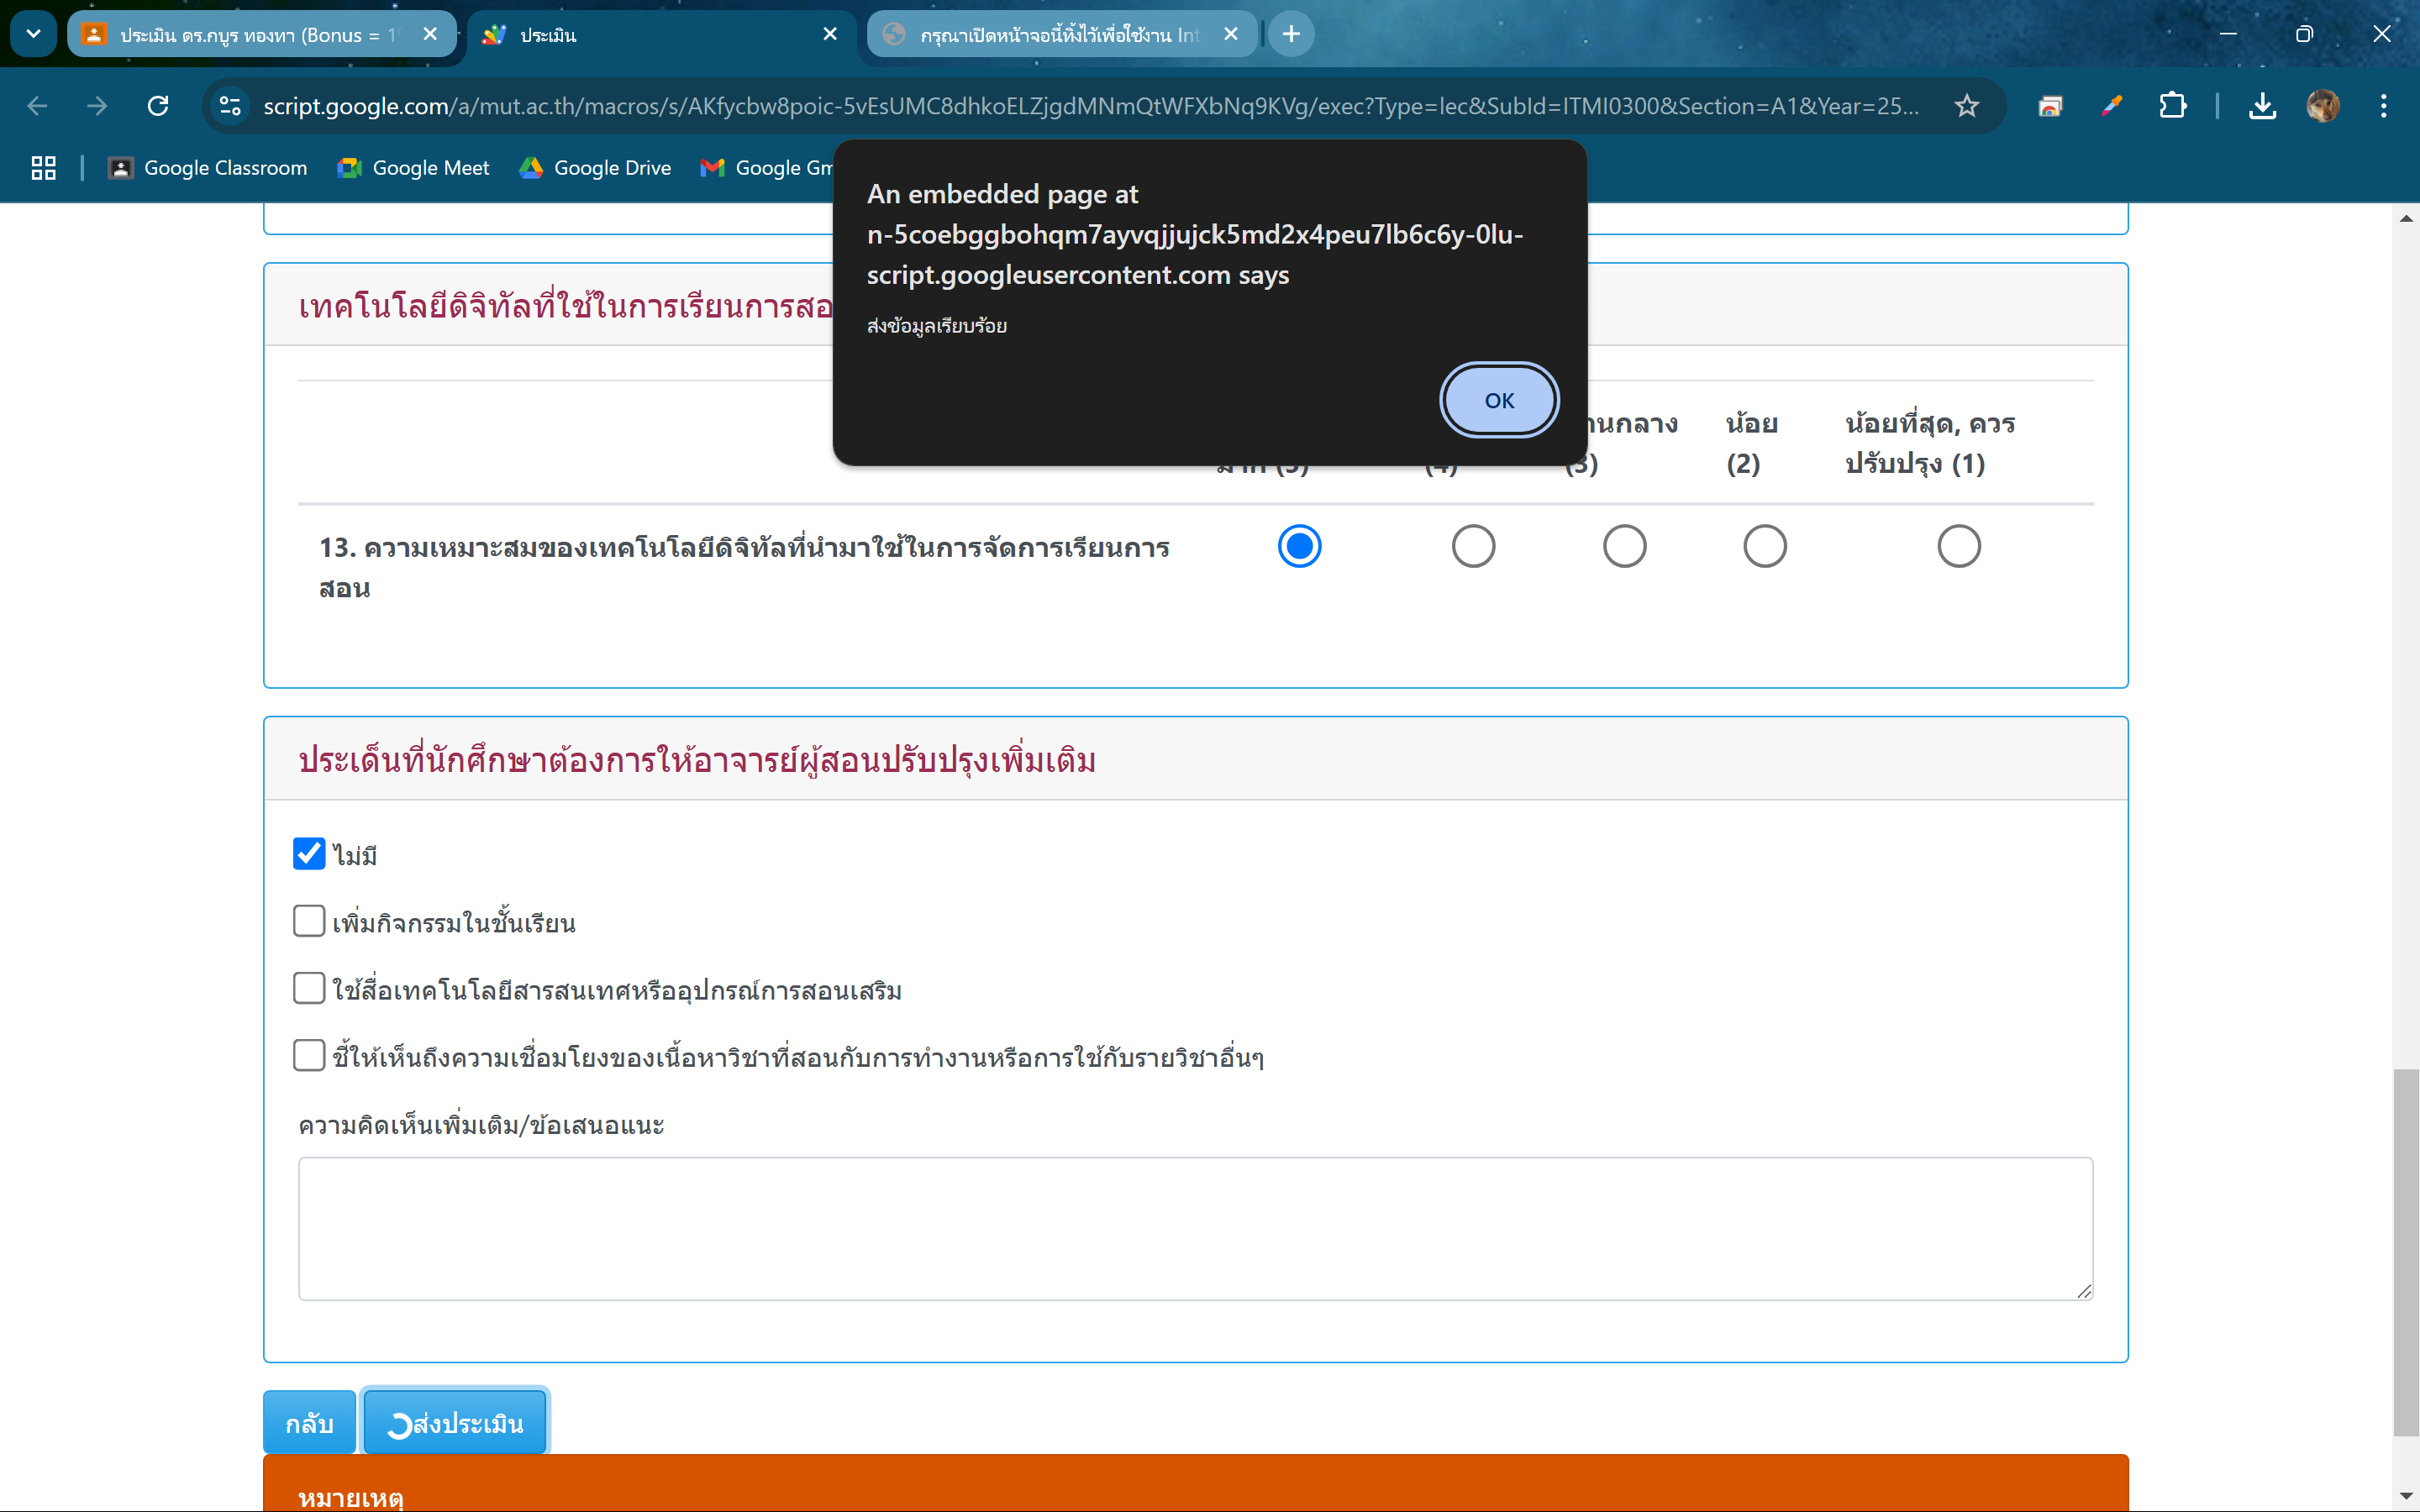 ประเมิน ดร.กบูร ทองทา (Bonus = 1
ประเมิน
กรุณาเปิดหน้าจอนี้ทิ้งไว้เพื่อใช้งาน Int
script.google.com/a/mut.ac.th/macros/s/AKfycbw8poic-5vEsUMC8dhkoELZjgdMNmQtWFXbNq9KVg/exec?Type=lec&SubId=ITMI0300&Section=A1&Year=25...
Google Classroom
Google Meet
Google Drive
Google Gm
An embedded page at
n-5coebggbohqm7ayvqjjujck5md2x4peu7lb6c6y-0lu-
script.googleusercontent.com says
ส่งข้อมูลเรียบร้อย
OK
เทคโนโลยีดิจิทัลที่ใช้ในการเรียนการสอ
านกลาง
น้อย
น้อยที่สุด, ควร
มาก (5)
(4)
(3)
(2)
ปรับปรุง (1)
13. ความเหมาะสมของเทคโนโลยีดิจิทัลที่นำมาใช้ในการจัดการเรียนการ
สอน
ประเด็นที่นักศึกษาต้องการให้อาจารย์ผู้สอนปรับปรุงเพิ่มเติม
ไม่มี
เพิ่มกิจกรรมในชั้นเรียน
ใช้สื่อเทคโนโลยีสารสนเทศหรืออุปกรณ์การสอนเสริม
ชี้ให้เห็นถึงความเชื่อมโยงของเนื้อหาวิชาที่สอนกับการทำงานหรือการใช้กับรายวิชาอื่นๆ
ความคิดเห็นเพิ่มเติม/ข้อเสนอแนะ
กลับ
ส่งประเมิน
หมายเหตุ